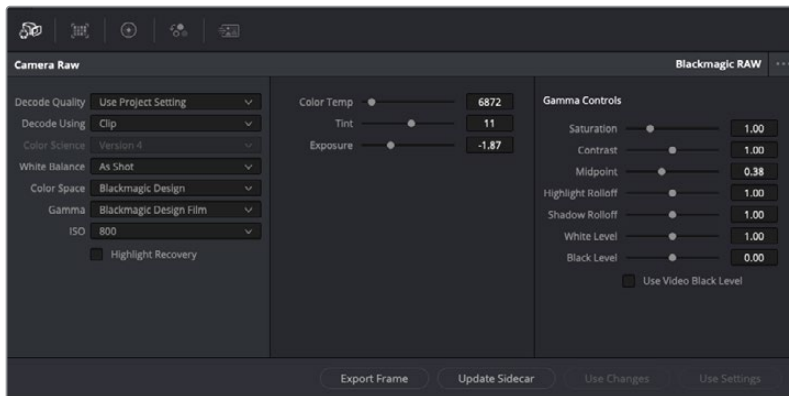 Camera Raw
Blackmagic RAW
Decode Quality Use Project Setting
Decode Using Clip
Color Science Version 4
White Balance As Shot
Color Space Blackmagic Design
Gamma Blackmagic Design Film
ISO 800
Highlight Recovery
Color Temp 6872
Tint 11
Exposure -1.87
Gamma Controls
Saturation 1.00
Contrast 1.00
Midpoint 0.38
Highlight Rolloff 1.00
Shadow Rolloff 1.00
White Level 1.00
Black Level 0.00
Use Video Black Level
Export Frame Update Sidecar Use Changes Use Settings